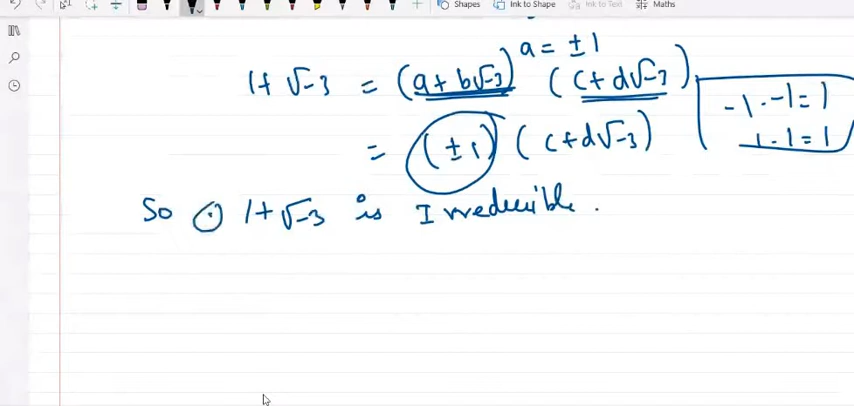 Shapes Ink to Shape Ink to Text Maths
a = ±1
1+ √-3 = (a + b√-3) (c + d√-3)
-1 · -1 = 1
= (±1) (c+d√-3)
1 · 1 = 1
So 1+ √-3 is Irreducible .